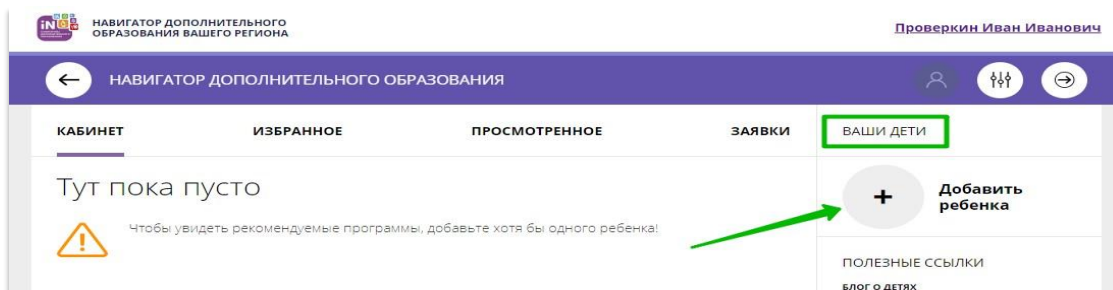 iN
НАВИГАТОР ДОПОЛНИТЕЛЬНОГО
ОБРАЗОВАНИЯ ВАШЕГО РЕГИОНА
Проверкин Иван Иванович
НАВИГАТОР ДОПОЛНИТЕЛЬНОГО ОБРАЗОВАНИЯ
КАБИНЕТ ИЗБРАННОЕ ПРОСМОТРЕННОЕ ЗАЯВКИ ВАШИ ДЕТИ
Тут пока пусто
Чтобы увидеть рекомендуемые программы, добавьте хотя бы одного ребенка!
Добавить
ребенка
ПОЛЕЗНЫЕ ССЫЛКИ
БЛОГ О ДЕТЯХ